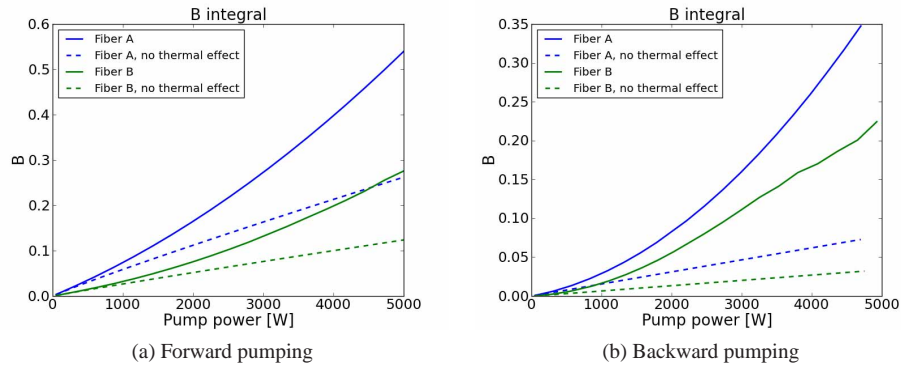 B integral
0.6
0.5
0.4
0.3
0.2
0.1
0.0
B
Fiber A
Fiber A, no thermal effect
Fiber B
Fiber B, no thermal effect
0 1000 2000 3000 4000 5000
Pump power [W]
(a) Forward pumping
B integral
0.35
0.30
0.25
0.20
0.15
0.10
0.05
0.00
B
Fiber A
Fiber A, no thermal effect
Fiber B
Fiber B, no thermal effect
0 1000 2000 3000 4000 5000
Pump power [W]
(b) Backward pumping